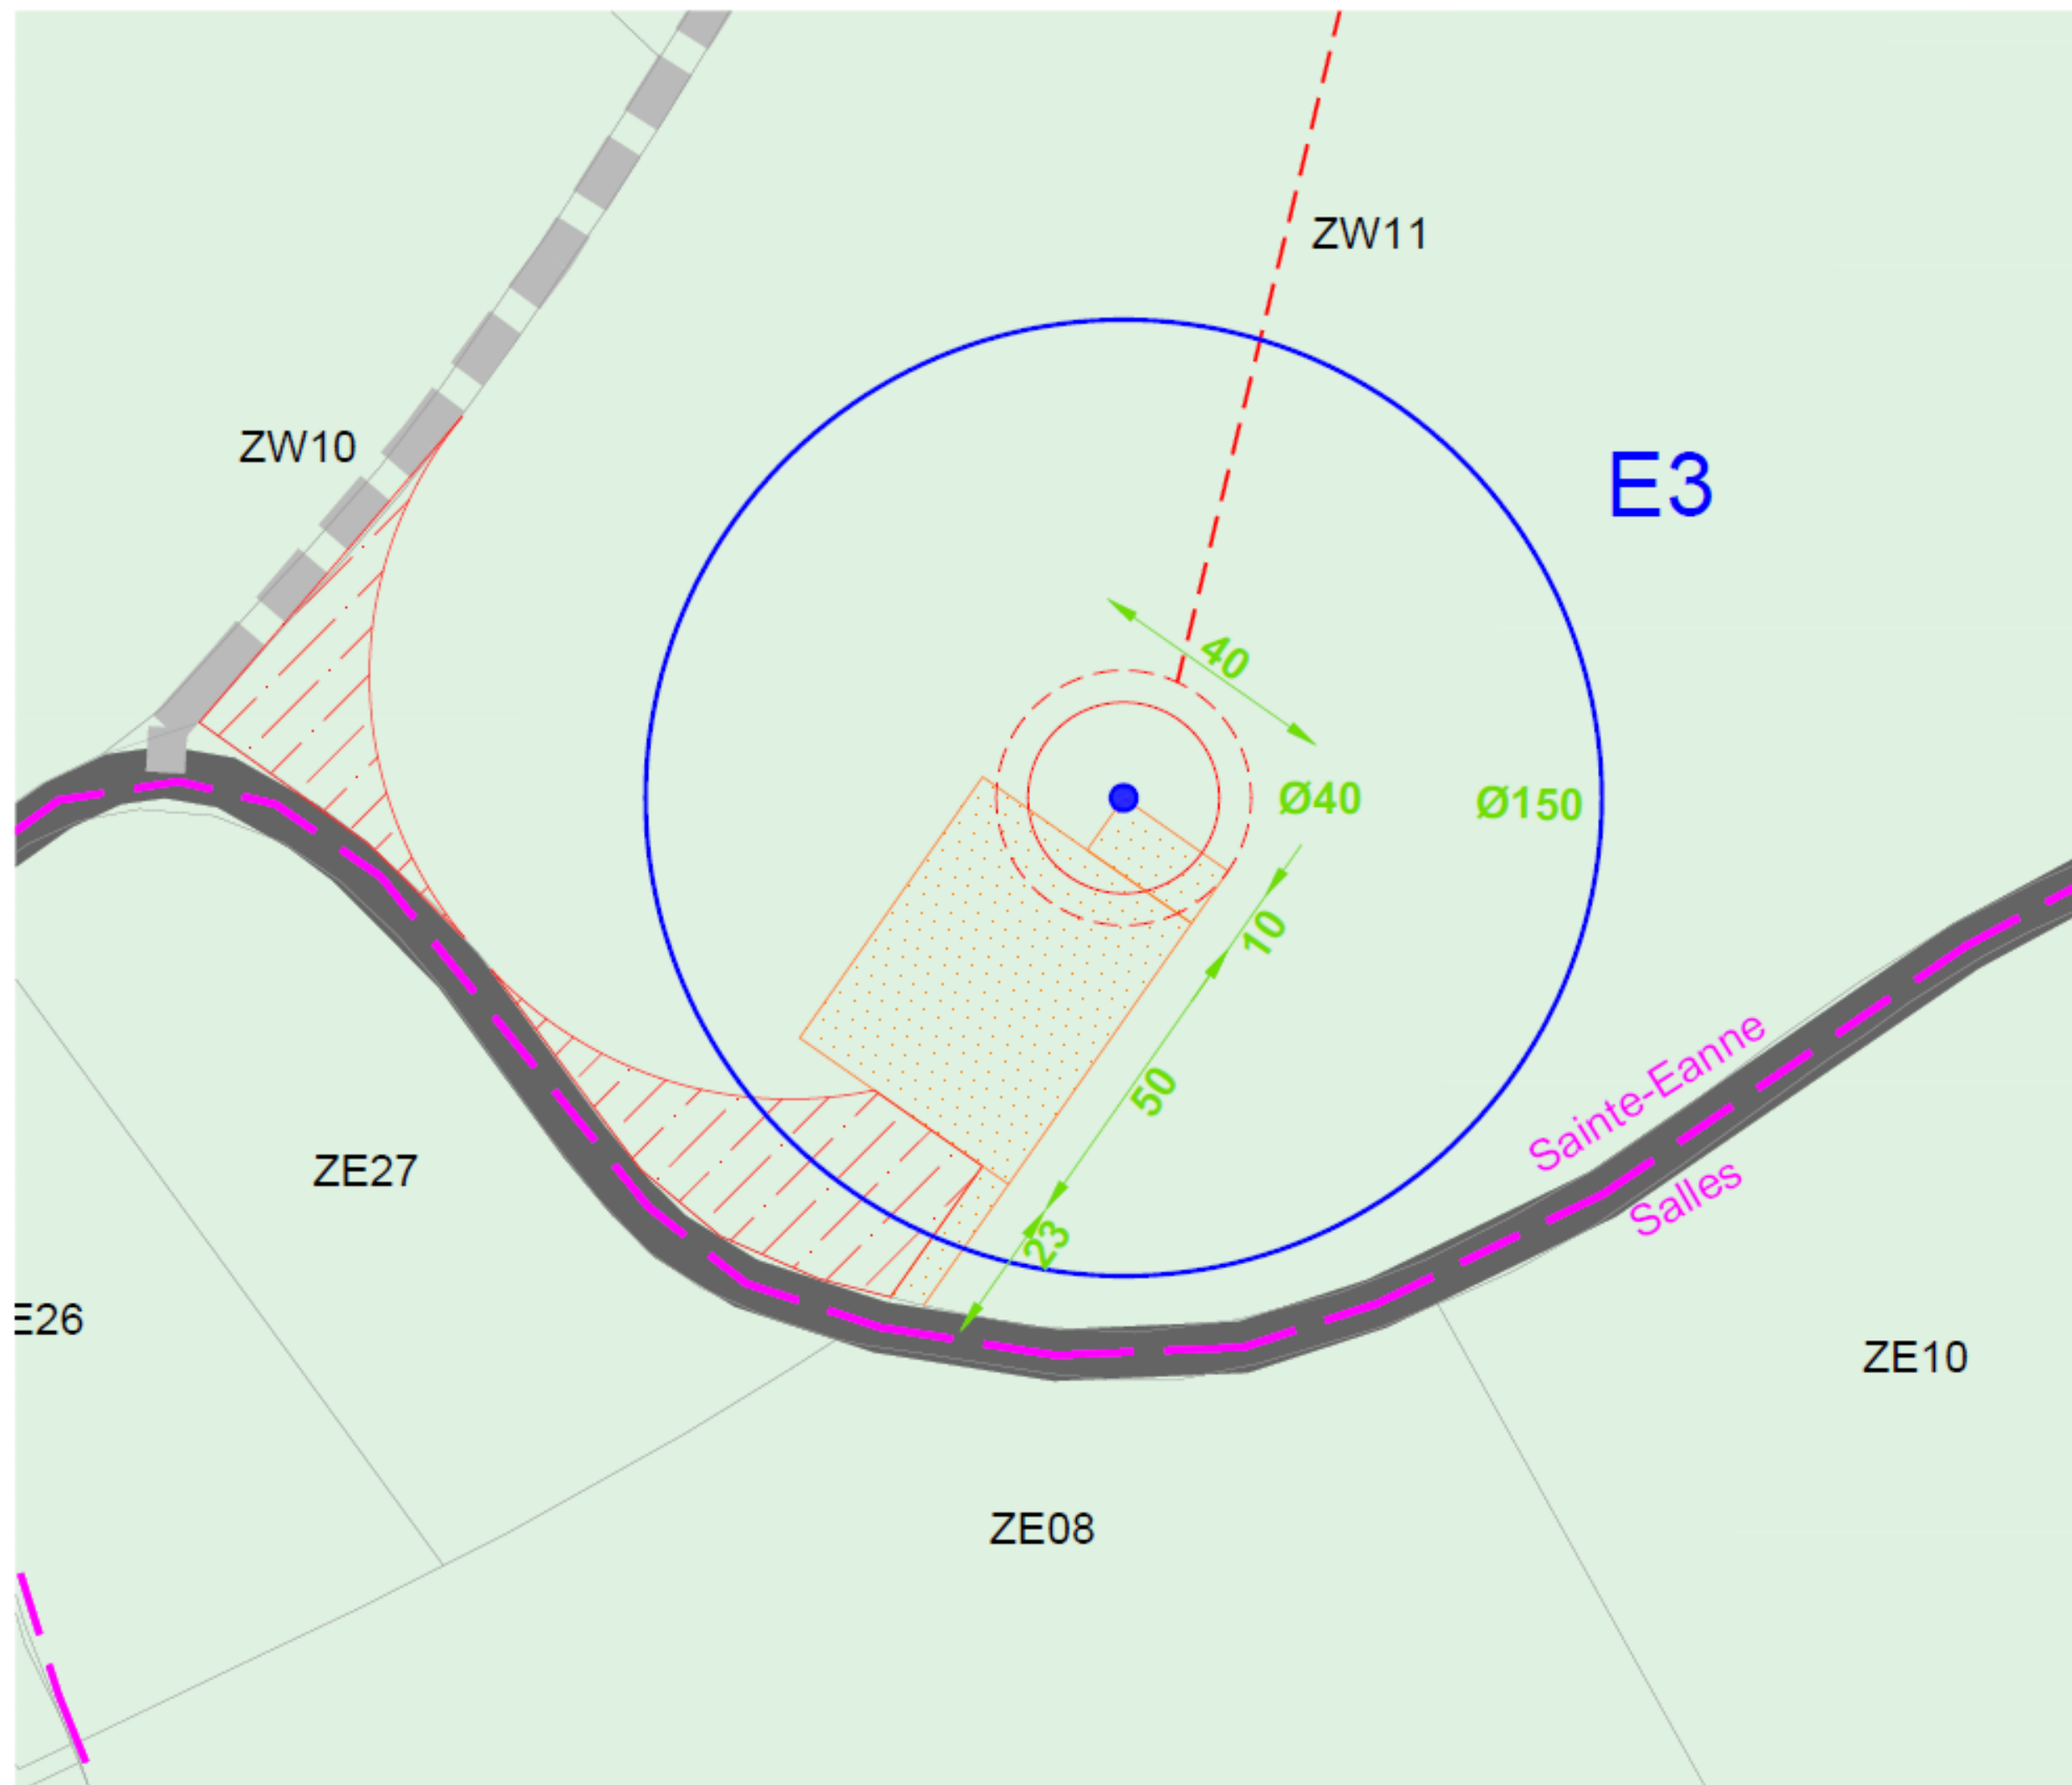 ZW11
ZW10
E3
40
Ø40
Ø150
10
50
23
Sainte-Eanne
Salles
ZE27
E26
ZE10
ZE08